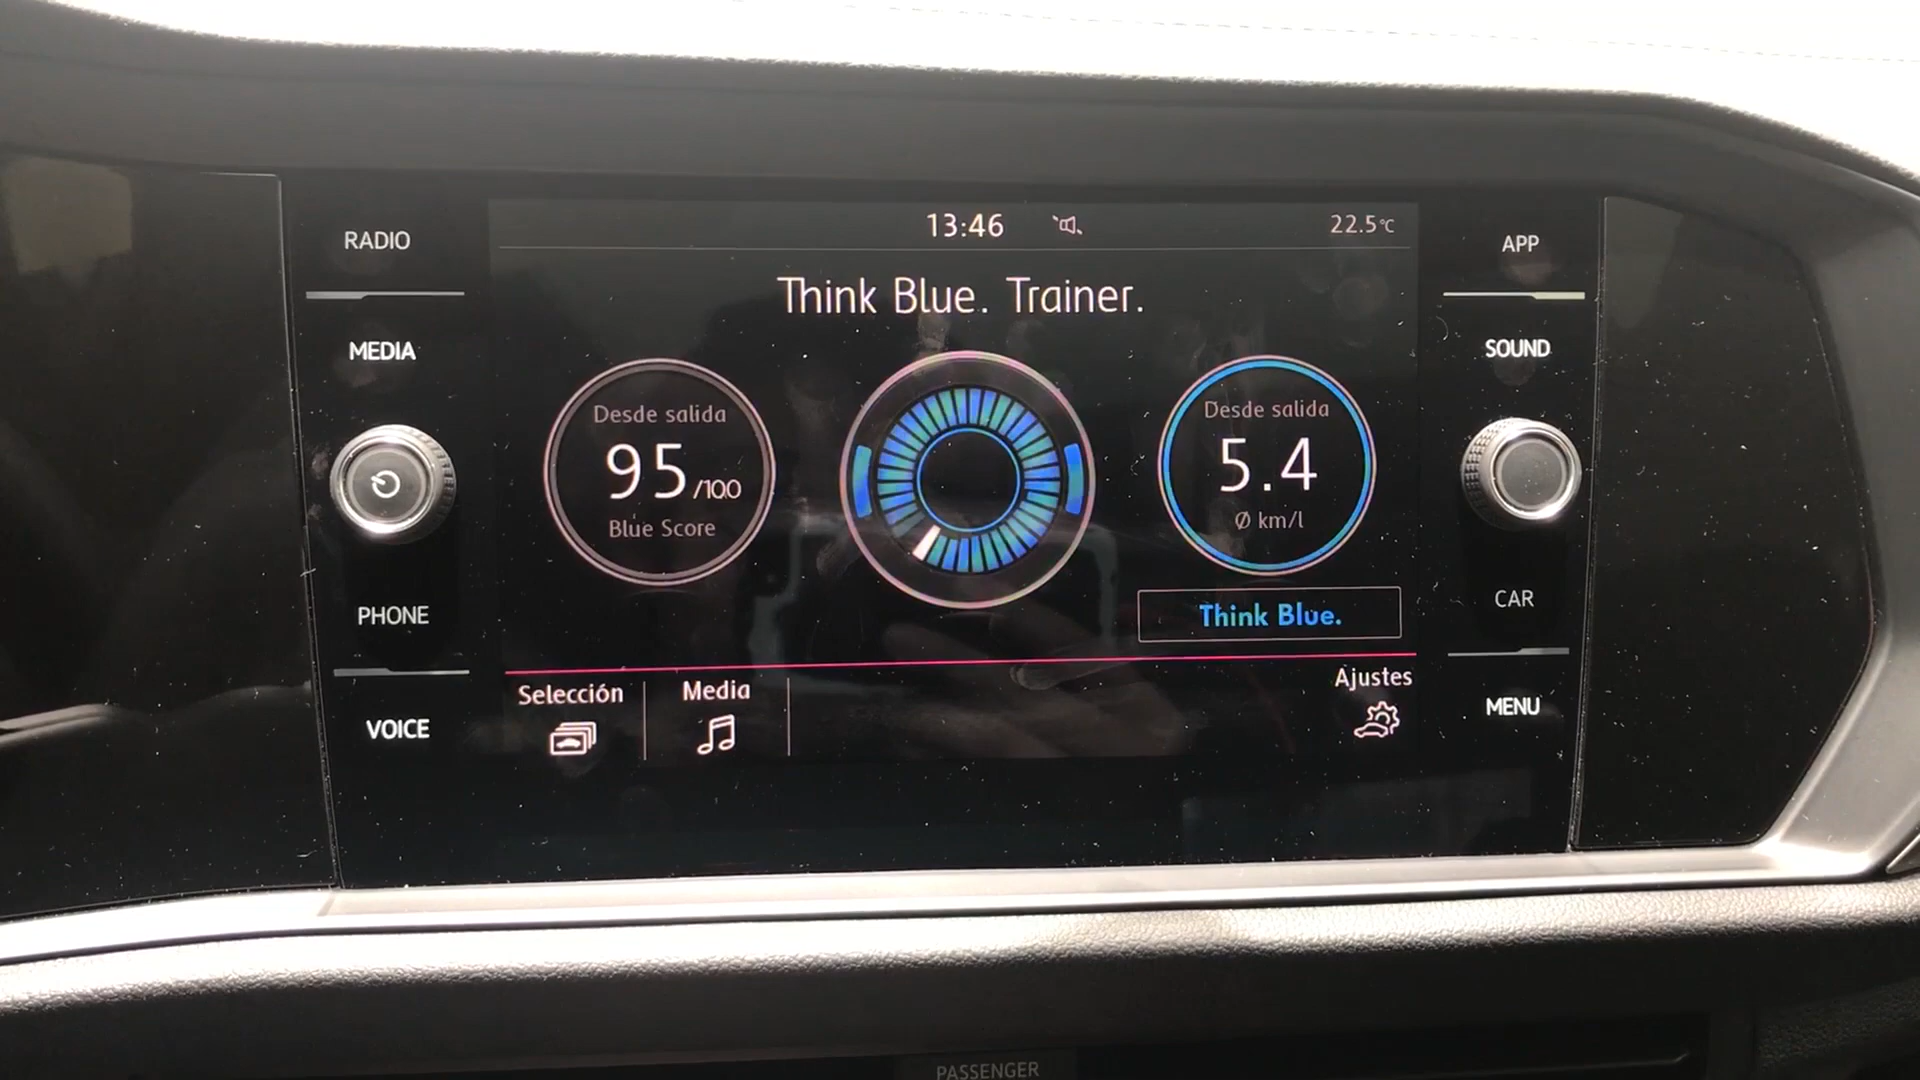 RADIO
MEDIA
PHONE
VOICE
13:46
22.5°C
Think Blue. Trainer.
Desde salida
95/100
Blue Score
Desde salida
5.4
Ø km/l
Think Blue.
Selección
Media
Ajustes
APP
SOUND
CAR
MENU
PASSENGER